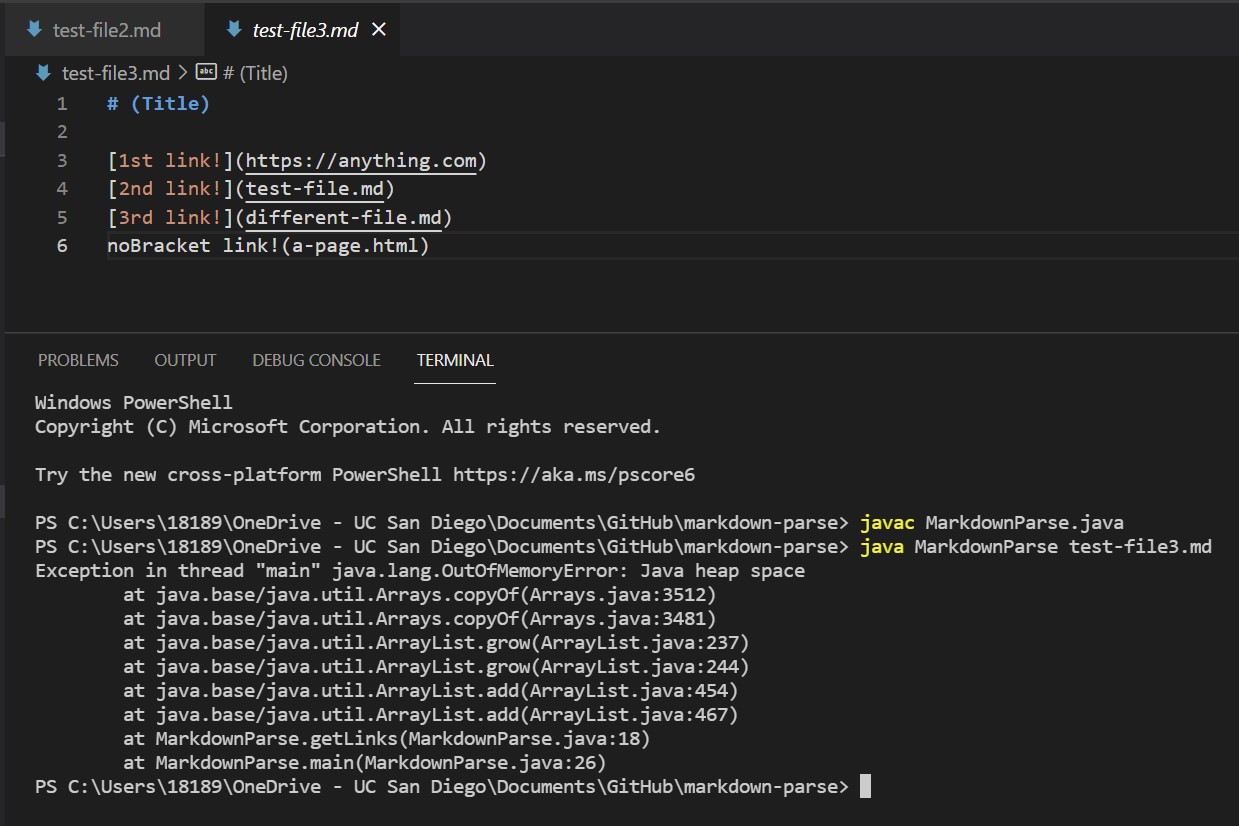 test-file2.md test-file3.md
test-file3.md > abc # (Title)
1 # (Title)
2
3 [1st link!](https://anything.com)
4 [2nd link!](test-file.md)
5 [3rd link!](different-file.md)
6 noBracket link!(a-page.html)
PROBLEMS OUTPUT DEBUG CONSOLE TERMINAL
Windows PowerShell
Copyright (C) Microsoft Corporation. All rights reserved.
Try the new cross-platform PowerShell https://aka.ms/pscore6
PS C:\Users\18189\OneDrive - UC San Diego\Documents\GitHub\markdown-parse> javac MarkdownParse.java
PS C:\Users\18189\OneDrive - UC San Diego\Documents\GitHub\markdown-parse> java MarkdownParse test-file3.md
Exception in thread "main" java.lang.OutOfMemoryError: Java heap space
at java.base/java.util.Arrays.copyOf(Arrays.java:3512)
at java.base/java.util.Arrays.copyOf(Arrays.java:3481)
at java.base/java.util.ArrayList.grow(ArrayList.java:237)
at java.base/java.util.ArrayList.grow(ArrayList.java:244)
at java.base/java.util.ArrayList.add(ArrayList.java:454)
at java.base/java.util.ArrayList.add(ArrayList.java:467)
at MarkdownParse.getLinks(MarkdownParse.java:18)
at MarkdownParse.main(MarkdownParse.java:26)
PS C:\Users\18189\OneDrive - UC San Diego\Documents\GitHub\markdown-parse>